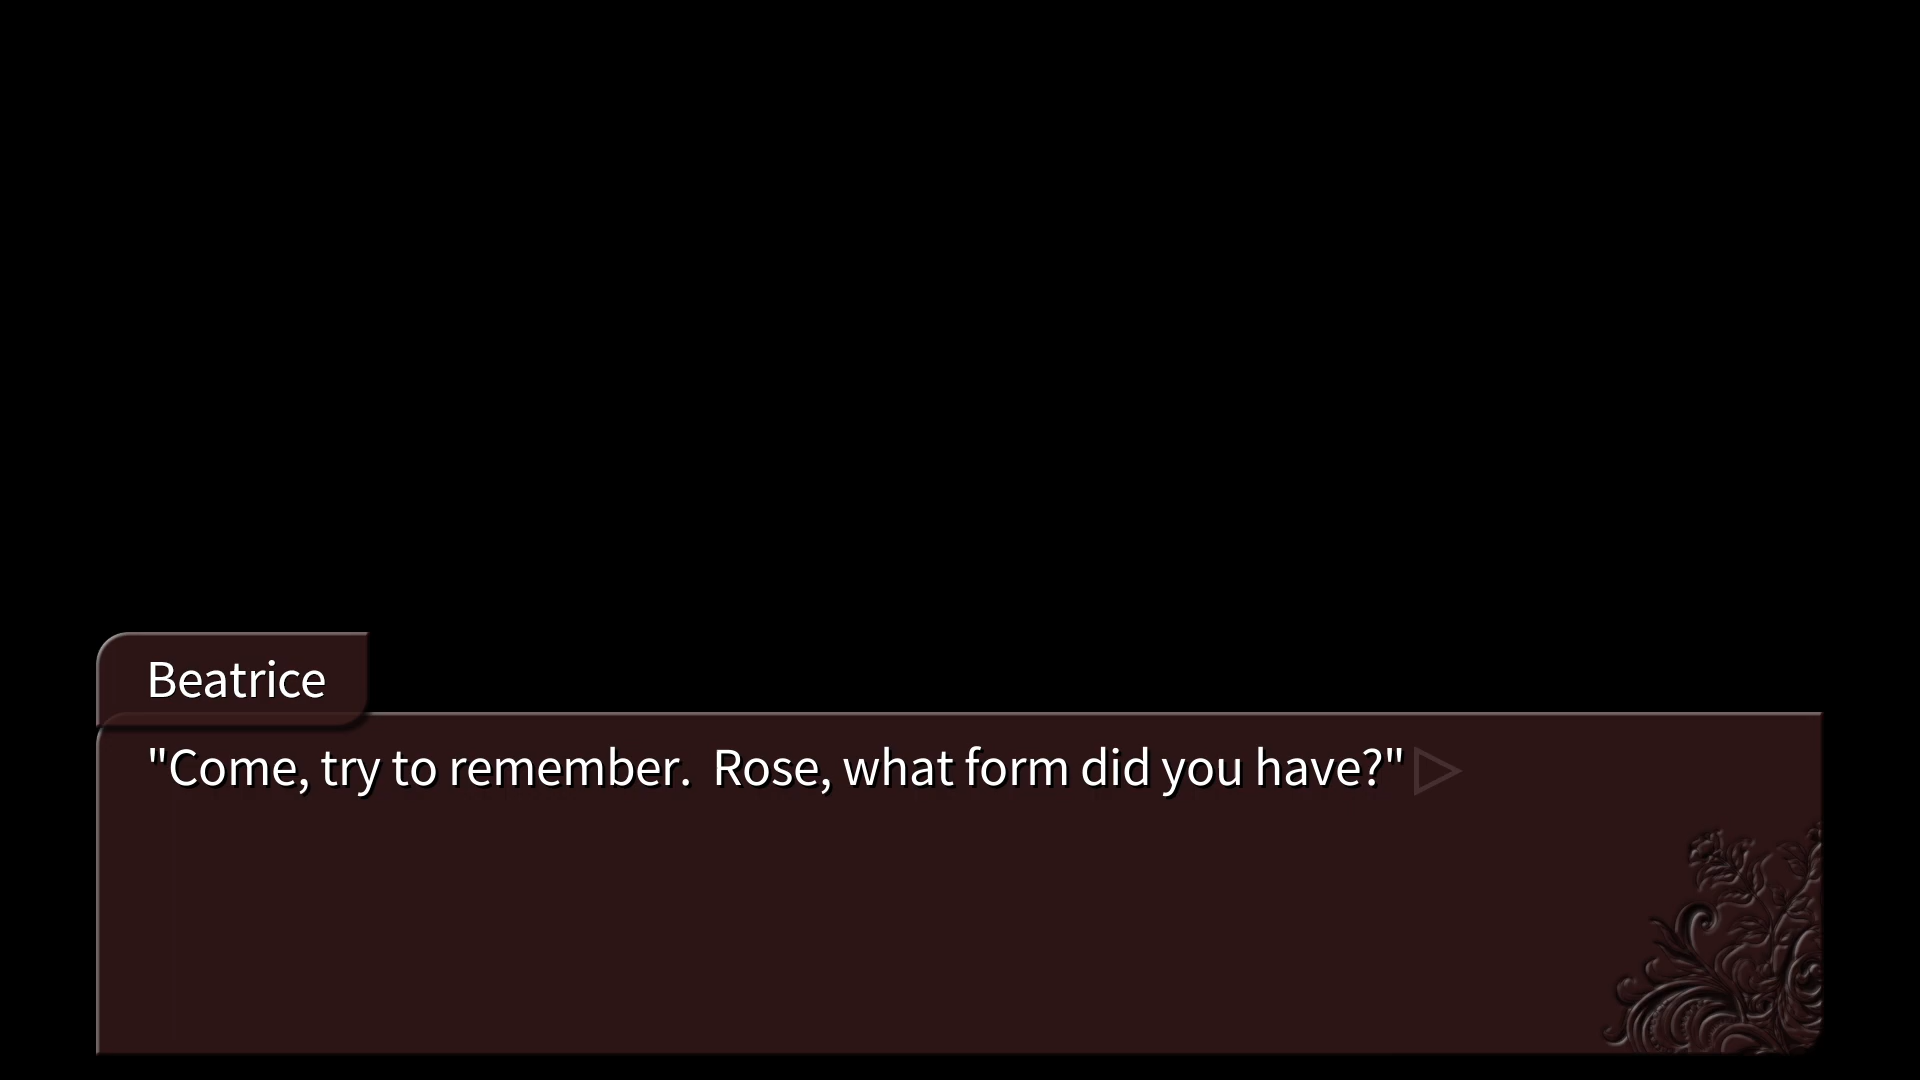 Beatrice
"Come, try to remember.  Rose, what form did you have?"